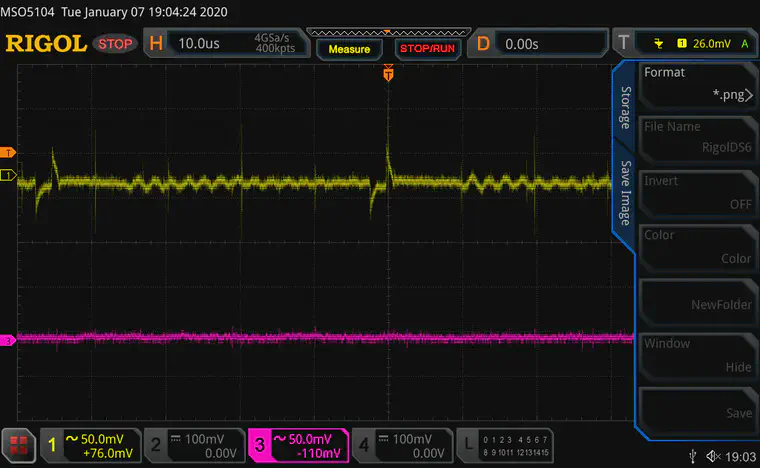 MSO5104 Tue January 07 19:04:24 2020
RIGOL STOP H 10.0us 4GSa/s 400kpts Measure STOP/RUN D 0.00s T 1 26.0mV A
T
Format
*.png
Storage
File Name
RigolDS6
T
1
Save Image
Invert
OFF
Color
Color
NewFolder
3
Window
Hide
Save
1 50.0mV +76.0mV
2 100mV 0.00V
3 50.0mV -110mV
4 100mV 0.00V
L 0 1 2 3 4 5 6 7
8 9 10 11 12 13 14 15
19:03